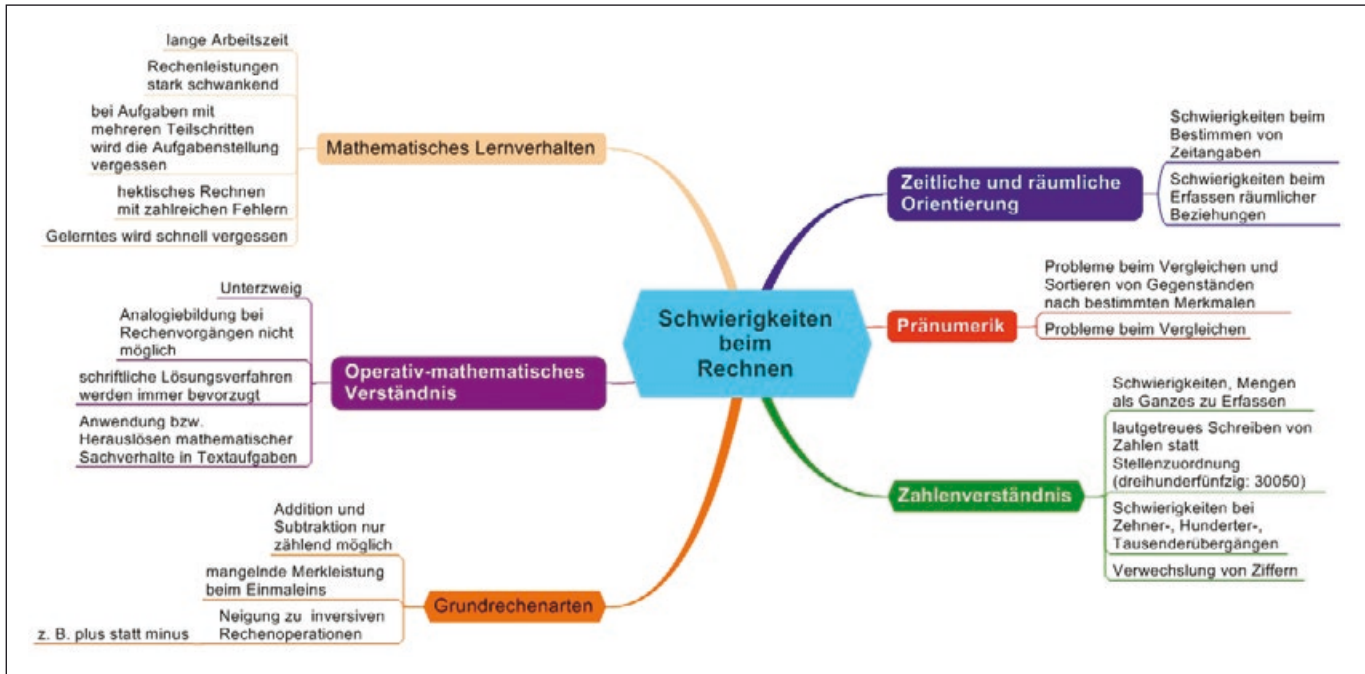 lange Arbeitszeit
Rechenleistungen
stark schwankend
bei Aufgaben mit
mehreren Teilschritten
wird die Aufgabenstellung
vergessen
hektisches Rechnen
mit zahlreichen Fehlern
Gelerntes wird schnell vergessen
Mathematisches Lernverhalten
Unterzweig
Analogiebildung bei
Rechenvorgängen nicht
möglich
schriftliche Lösungsverfahren
werden immer bevorzugt
Anwendung bzw.
Herauslösen mathematischer
Sachverhalte in Textaufgaben
Operativ-mathematisches
Verständnis
Addition und
Subtraktion nur
zählend möglich
mangelnde Merkleistung
beim Einmaleins
Neigung zu inversiven
Rechenoperationen
z. B. plus statt minus
Grundrechenarten
Schwierigkeiten
beim
Rechnen
Zeitliche und räumliche
Orientierung
Schwierigkeiten beim
Bestimmen von
Zeitangaben
Schwierigkeiten beim
Erfassen räumlicher
Beziehungen
Pränumerik
Probleme beim Vergleichen und
Sortieren von Gegenständen
nach bestimmten Merkmalen
Probleme beim Vergleichen
Zahlenverständnis
Schwierigkeiten, Mengen
als Ganzes zu Erfassen
lautgetreues Schreiben von
Zahlen statt
Stellenzuordnung
(dreihunderfünfzig: 30050)
Schwierigkeiten bei
Zehner-, Hunderter-,
Tausenderübergängen
Verwechslung von Ziffern